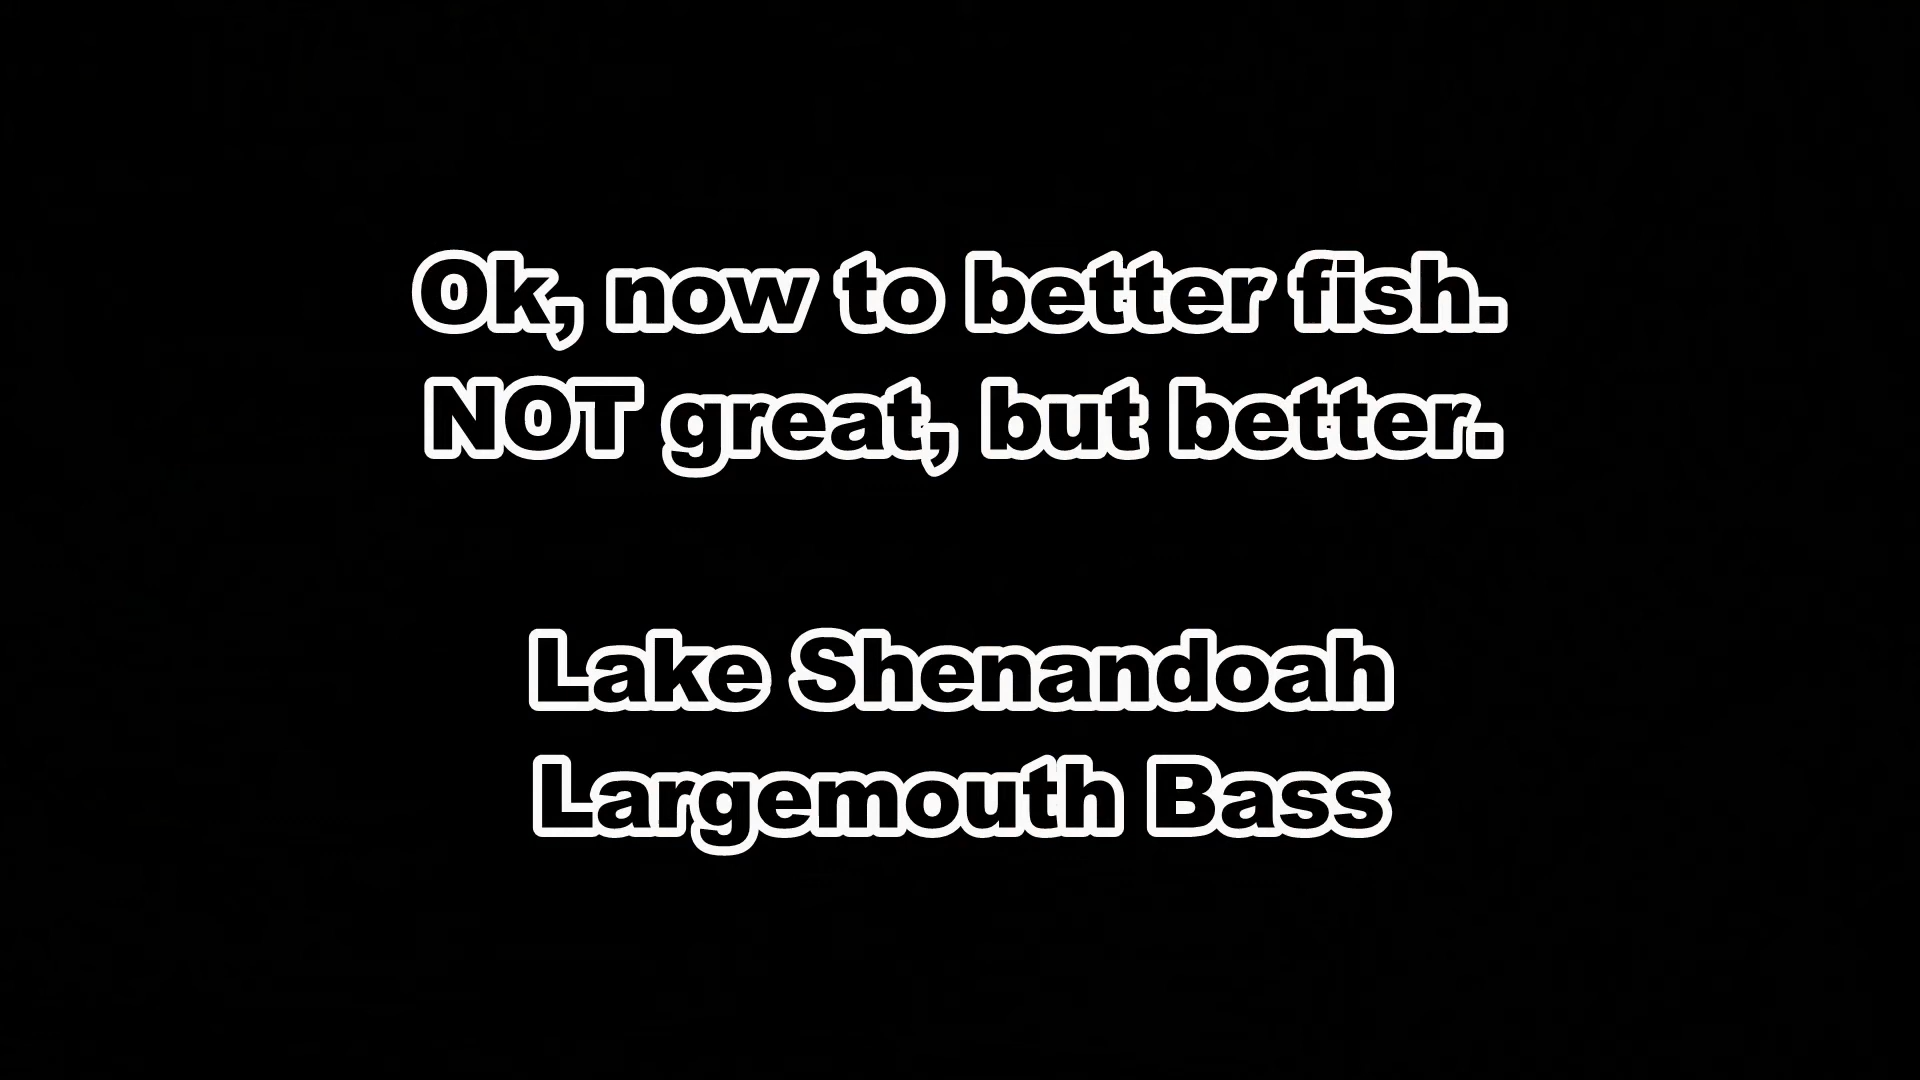 Ok, now to better fish.
NOT great, but better.
Lake Shenandoah
Largemouth Bass